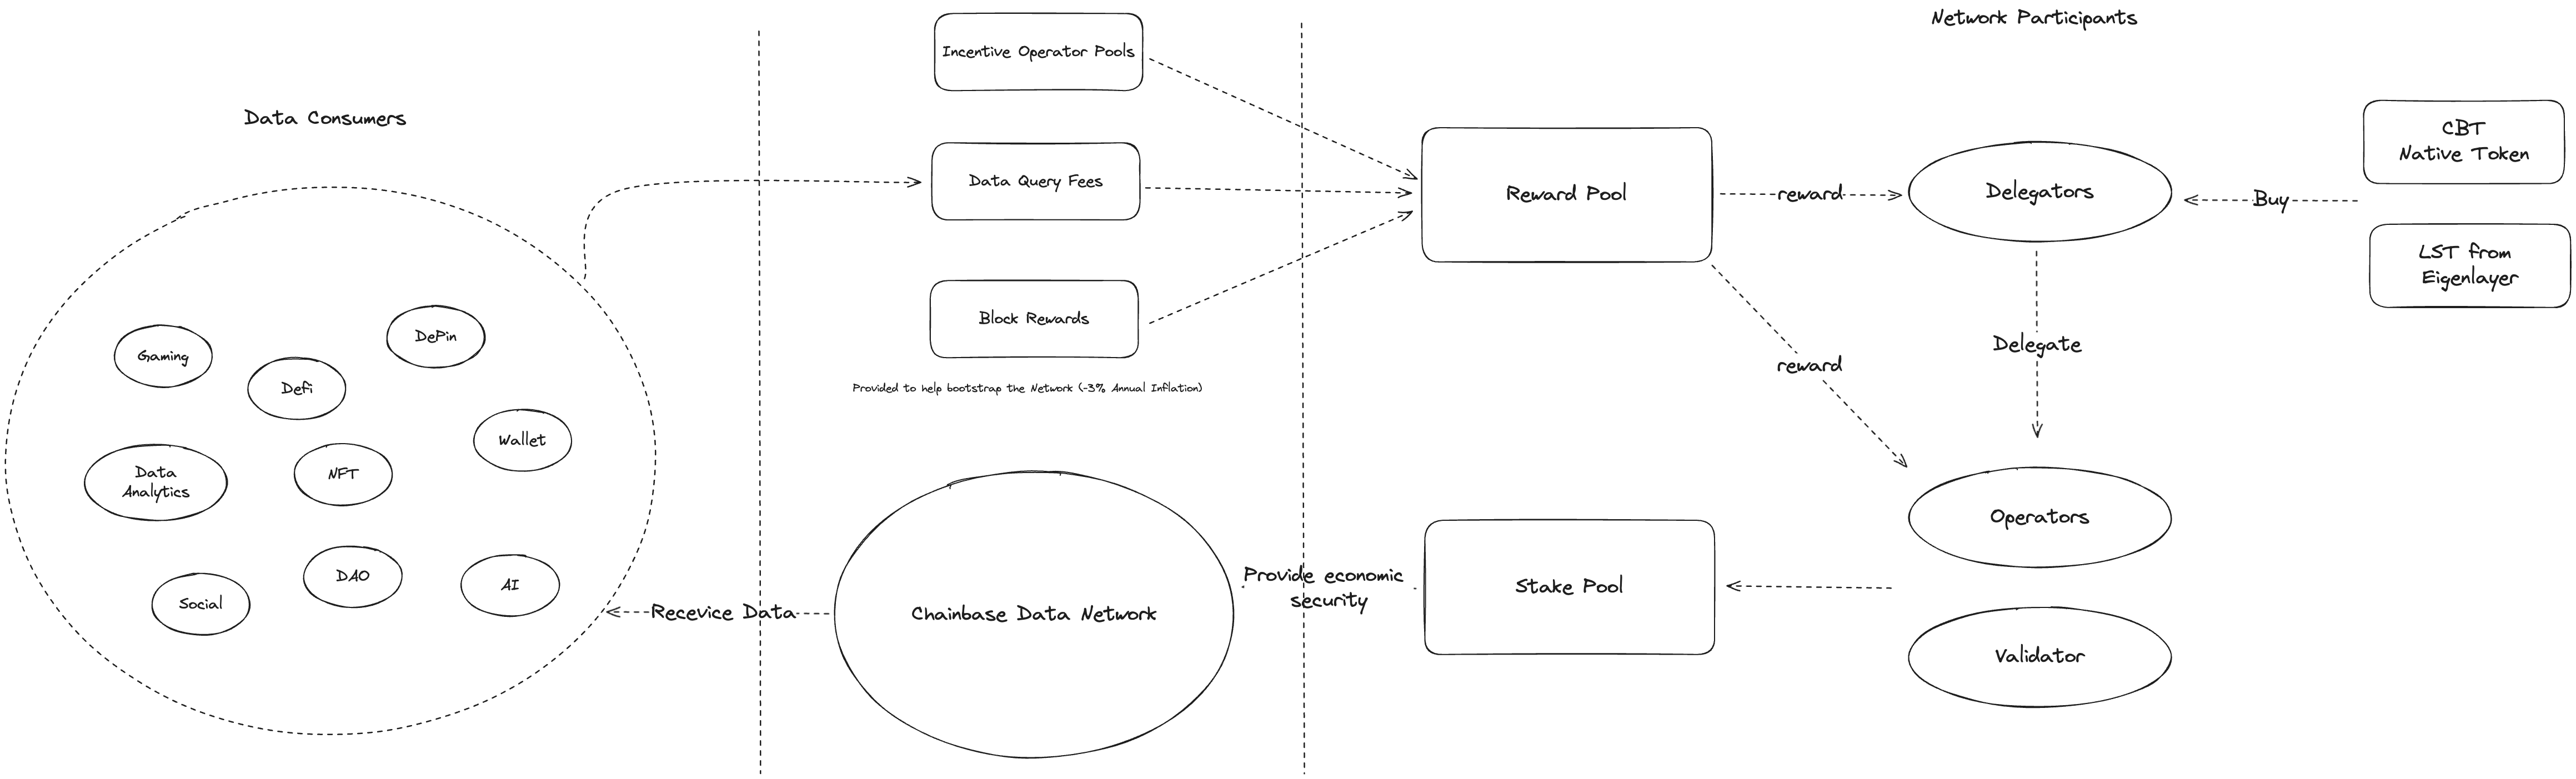 Network Participants
Incentive Operator Pools
Data Consumers
CBT
Native Token
Data Query Fees
Reward Pool
reward
Delegators
Buy
LST from
Eigenlayer
Block Rewards
DePin
Gaming
Defi
Delegate
reward
Provided to help bootstrap the Network (~3% Annual Inflation)
Wallet
Data
Analytics
NFT
Operators
Social
DAO
AI
Recevice Data
Chainbase Data Network
Provide economic
security
Stake Pool
Validator